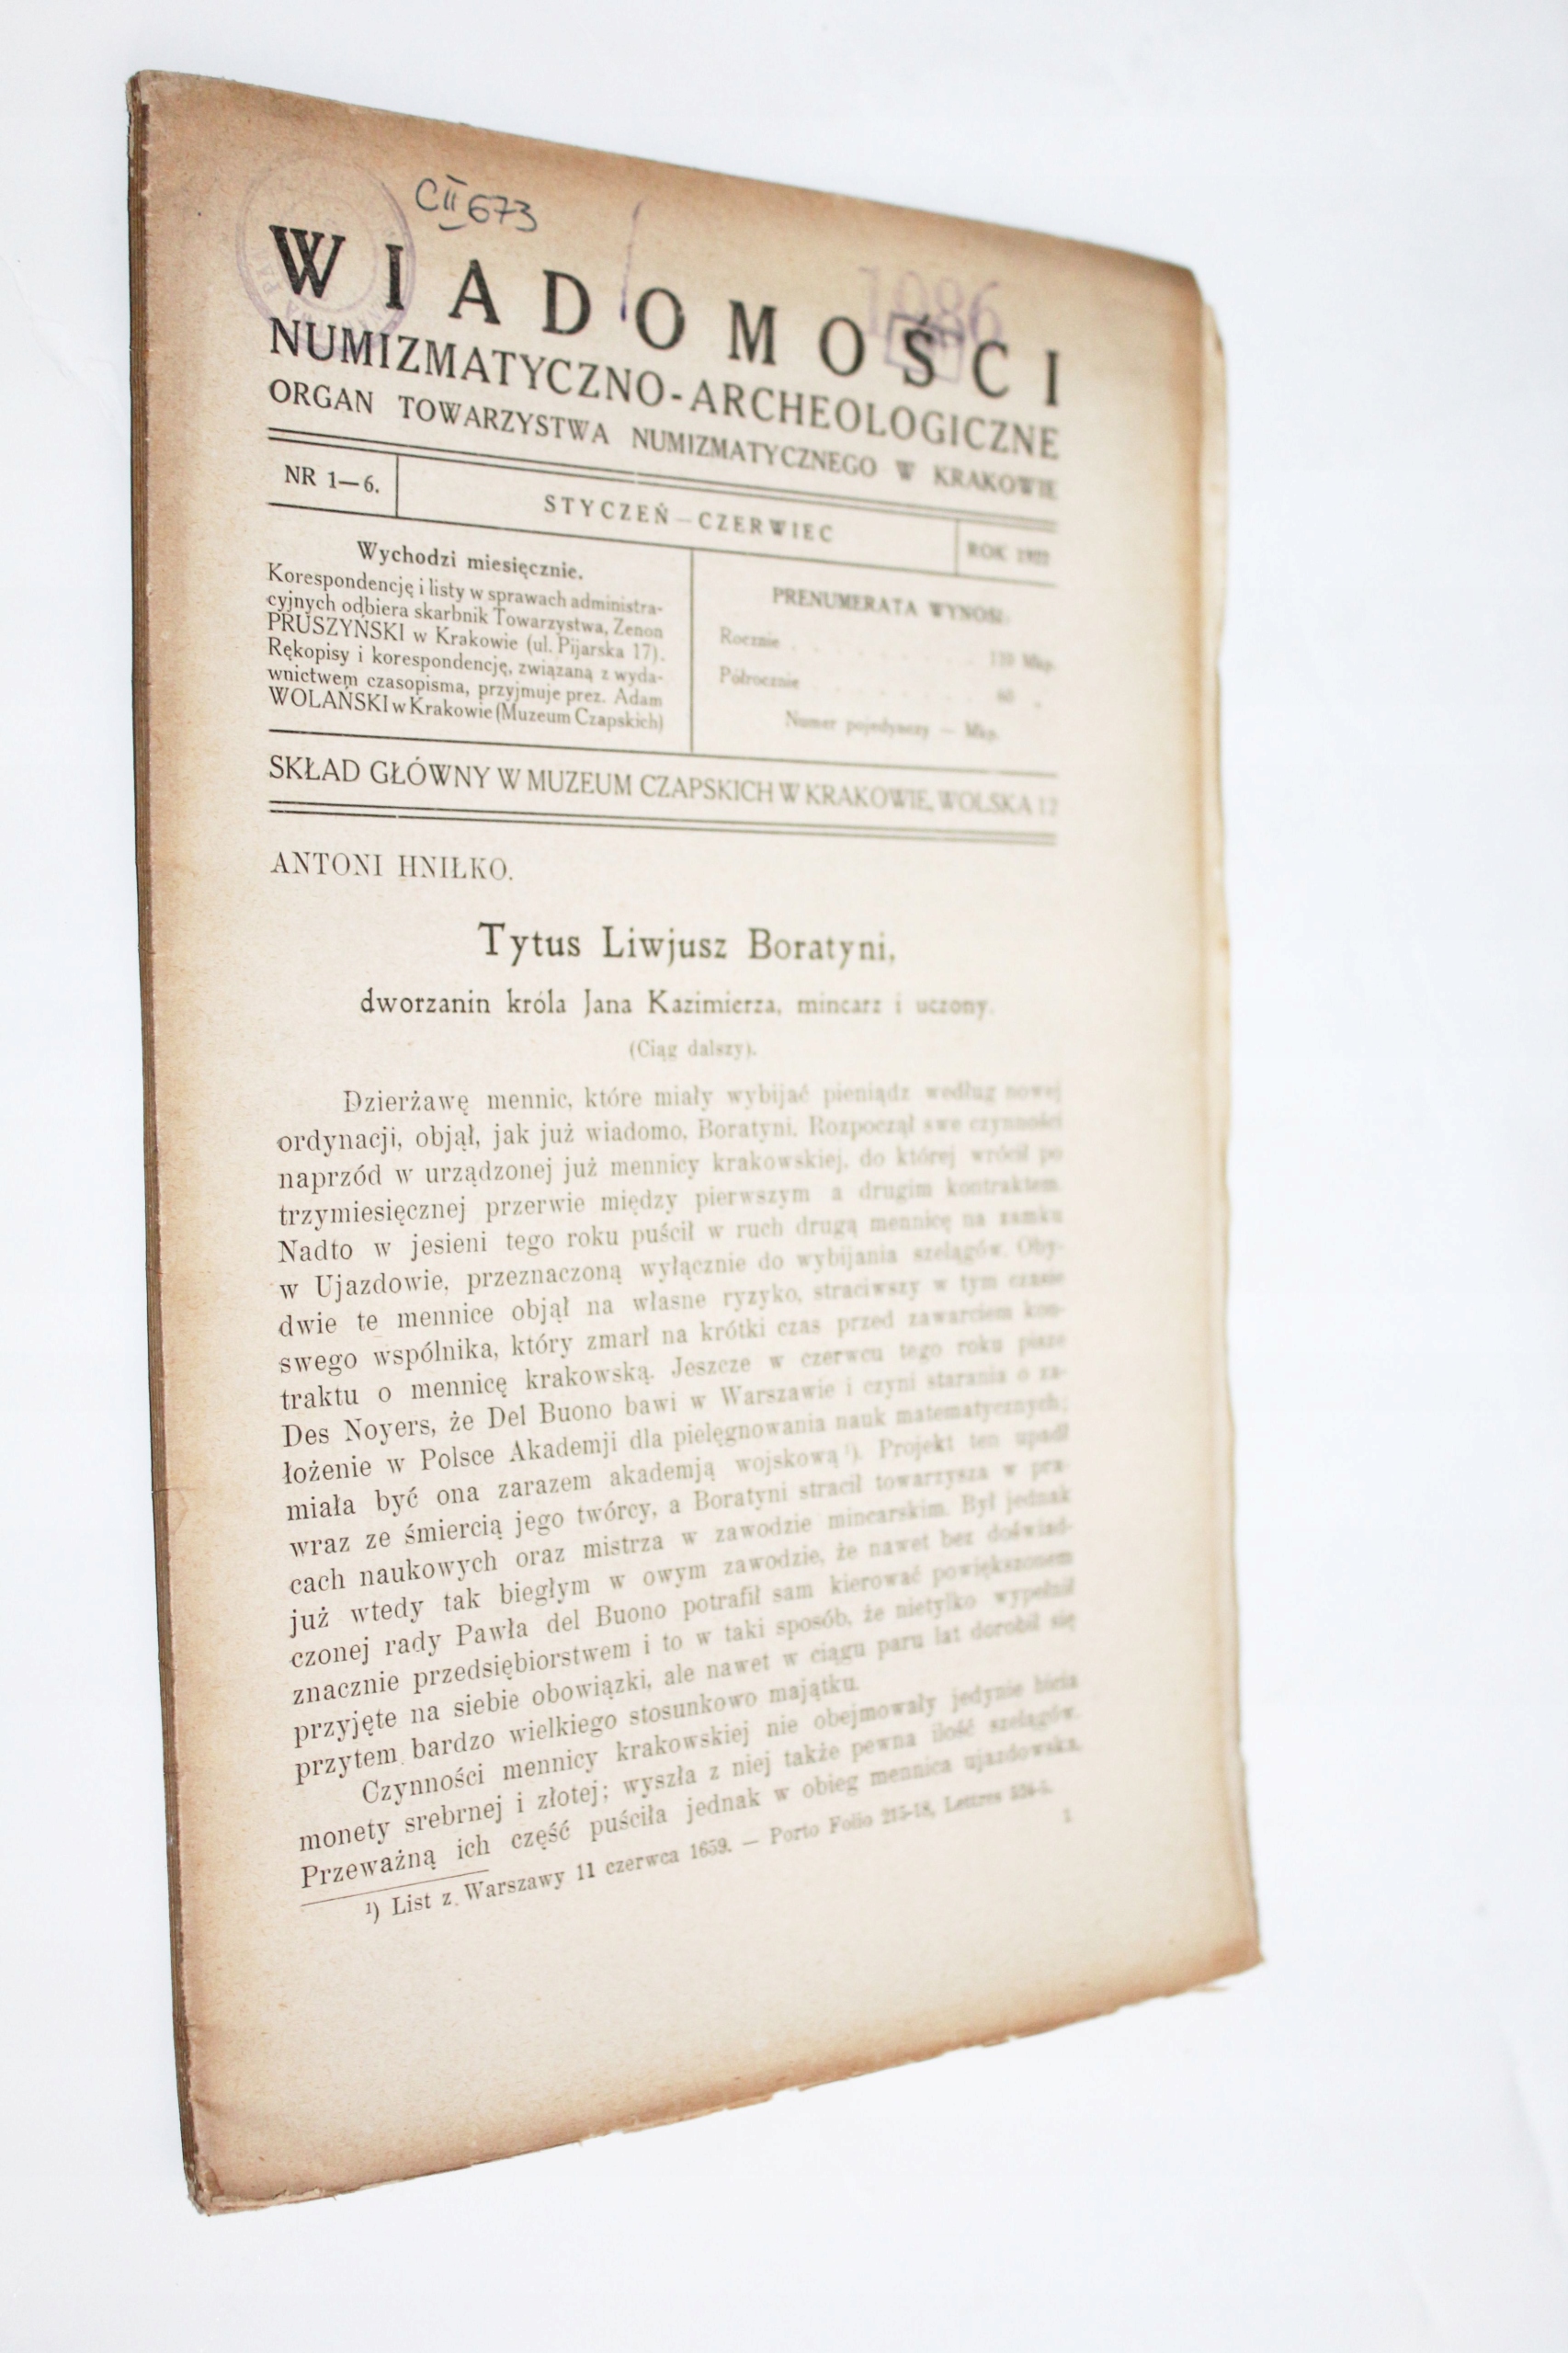 CII 673
1986
WIADOMOŚCI
NUMIZMATYCZNO-ARCHEOLOGICZNE
ORGAN TOWARZYSTWA NUMIZMATYCZNEGO W KRAKOWIE
NR 1—6.
STYCZEŃ—CZERWIEC
ROK
Wychodzi miesięcznie.
Korespondencję i listy w sprawach administra-
cyjnych odbiera skarbnik Towarzystwa, Zenon
PRUSZYŃSKI w Krakowie (ul. Pijarska 17).
Rękopisy i korespondencję, związaną z wyda-
wnictwem czasopisma, przyjmuje prez. Adam
WOLAŃSKI w Krakowie (Muzeum Czapskich)
PRENUMERATA WYNOSI
Rocznie . . . . . . . . . Mkp.
Półrocznie . . . . . . . .
Numer pojedynczy — Mkp.
SKŁAD GŁÓWNY W MUZEUM CZAPSKICH W KRAKOWIE, WOLSKA 12
ANTONI HNIŁKO.
Tytus Liwjusz Boratyni,
dworzanin króla Jana Kazimierza, mincarz i uczony.
(Ciąg dalszy).
Dzierżawę mennic, które miały wybijać pieniądz według nowej
ordynacji, objął, jak już wiadomo, Boratyni. Rozpoczął swe czynności
naprzód w urządzonej już mennicy krakowskiej, do której wrócił po
trzymiesięcznej przerwie między pierwszym a drugim kontraktem.
Nadto w jesieni tego roku puścił w ruch drugą mennicę na zamku
w Ujazdowie, przeznaczoną wyłącznie do wybijania szelągów. Oby-
dwie te mennice objął na własne ryzyko, straciwszy w tym czasie
swego wspólnika, który zmarł na krótki czas przed zawarciem kon-
traktu o mennicę krakowską. Jeszcze w czerwcu tego roku pisze
Des Noyers, że Del Buono bawi w Warszawie i czyni starania o za-
łożenie w Polsce Akademji dla pielęgnowania nauk matematycznych;
miała być ona zarazem akademją wojskową ¹). Projekt ten upadł
wraz ze śmiercią jego twórcy, a Boratyni stracił towarzysza w pra-
cach naukowych oraz mistrza w zawodzie mincarskim. Był jednak
już wtedy tak biegłym w owym zawodzie, że nawet bez doświad-
czonej rady Pawła del Buono potrafił sam kierować powiększonem
znacznie przedsiębiorstwem i to w taki sposób, że nietylko wypełnił
przyjęte na siebie obowiązki, ale nawet w ciągu paru lat dorobił się
przytem bardzo wielkiego stosunkowo majątku.
Czynności mennicy krakowskiej nie obejmowały jedynie bicia
monety srebrnej i złotej; wyszła z niej także pewna ilość szelągów.
Przeważną ich część puściła jednak w obieg mennica ujazdowska,
¹) List z Warszawy 11 czerwca 1659. — Porto Folio 215-18, Lettres
1